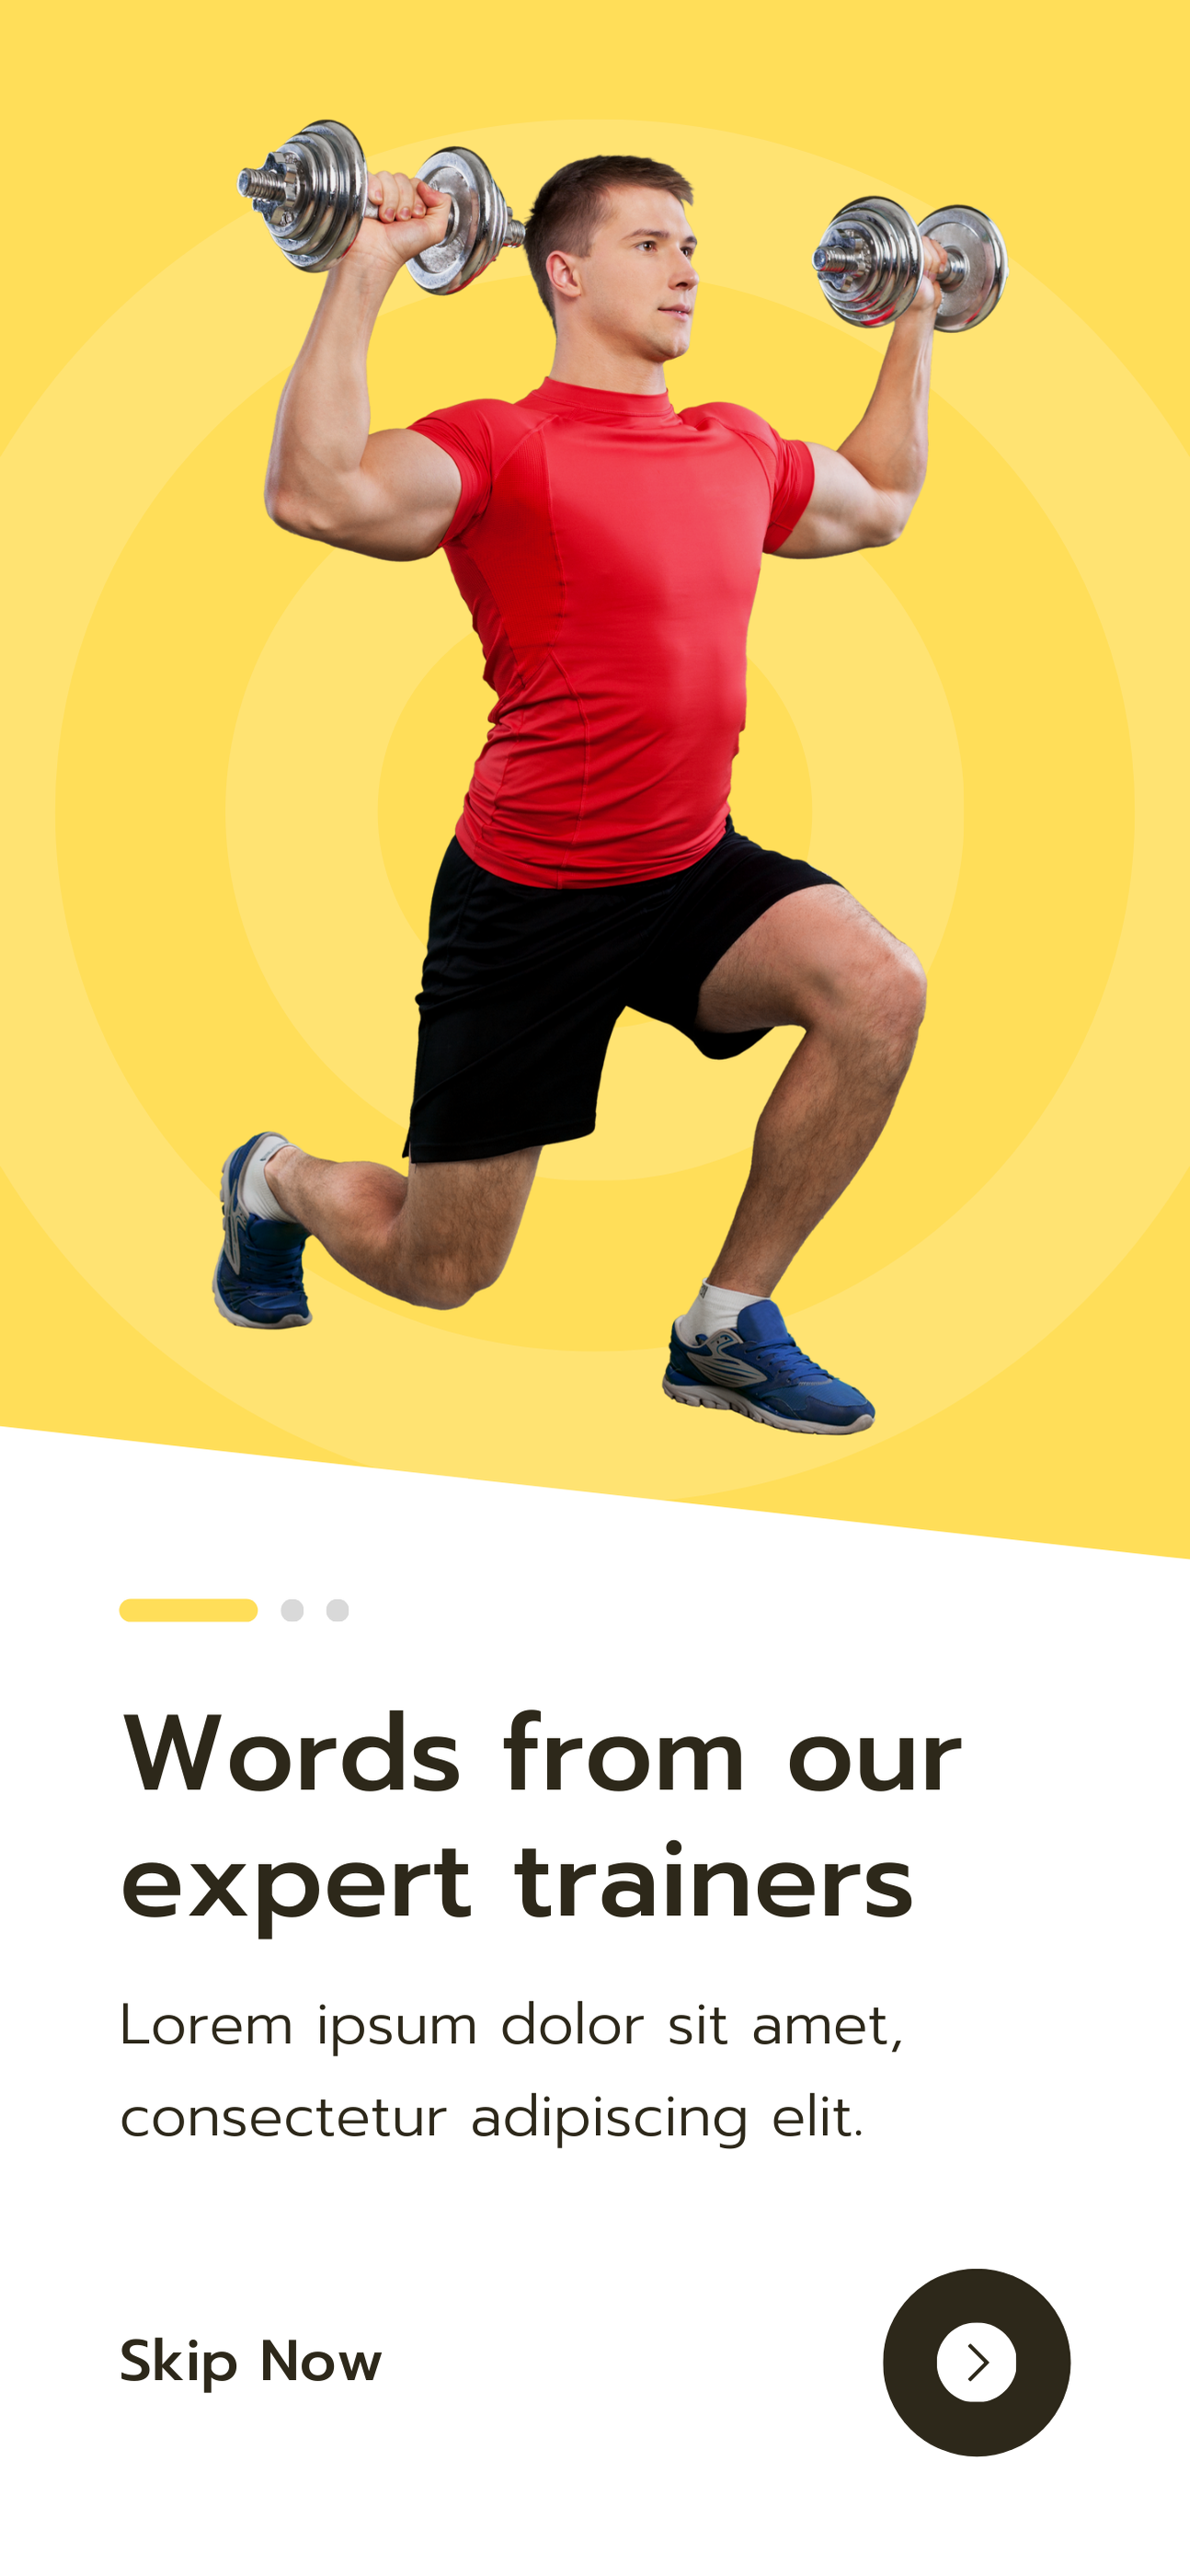 Words from our
expert trainers
Lorem ipsum dolor sit amet,
consectetur adipiscing elit.
Skip Now